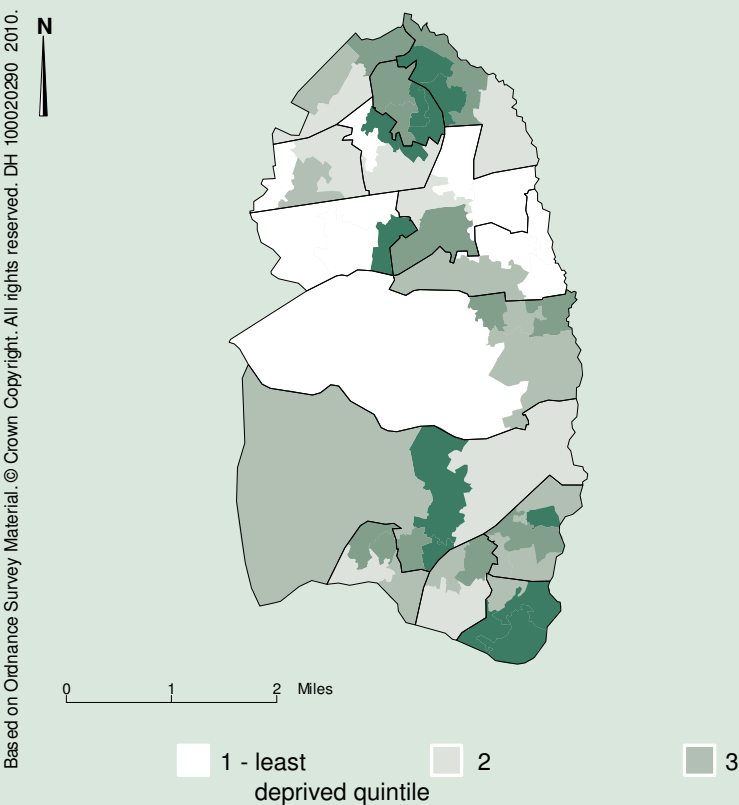 Based on Ordnance Survey Material. © Crown Copyright. All rights reserved. DH 100020290 2010.
N
0 1 2 Miles
1 - least deprived quintile
2
3